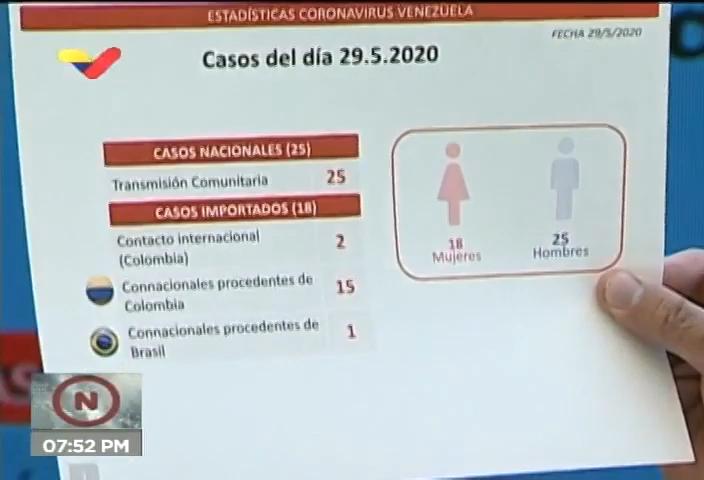 ESTADÍSTICAS CORONAVIRUS VENEZUELA
FECHA 29/5/2020
Casos del día 29.5.2020
CASOS NACIONALES (25)
Transmisión Comunitaria 25
CASOS IMPORTADOS (18)
Contacto internacional
(Colombia) 2
Connacionales procedentes de
Colombia 15
Connacionales procedentes de
Brasil 1
18
Mujeres
25
Hombres
N
07:52 PM